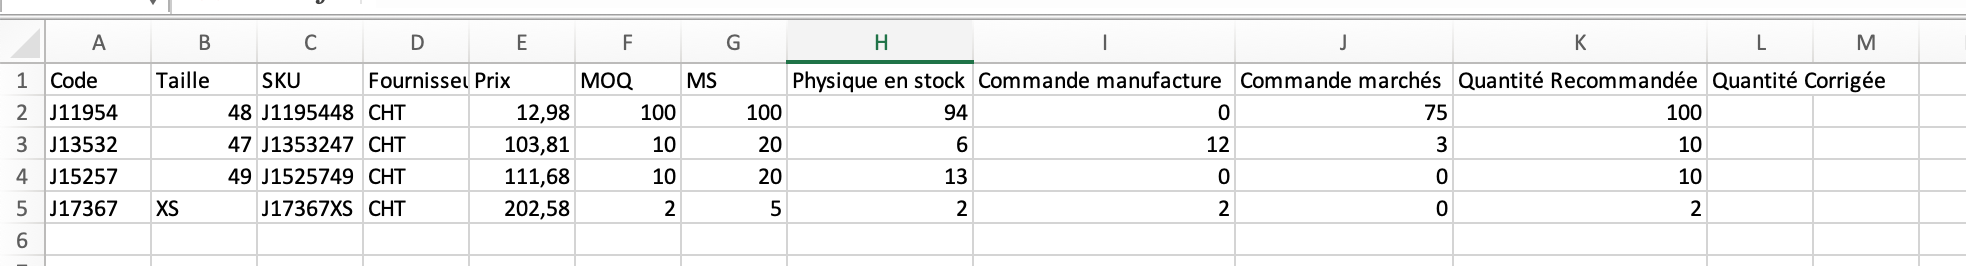 A B C D E F G H I J K L M
1 Code Taille SKU Fournisseu Prix MOQ MS Physique en stock Commande manufacture Commande marchés Quantité Recommandée Quantité Corrigée
2 J11954 48 J1195448 CHT 12,98 100 100 94 0 75 100
3 J13532 47 J1353247 CHT 103,81 10 20 6 12 3 10
4 J15257 49 J1525749 CHT 111,68 10 20 13 0 0 10
5 J17367 XS J17367XS CHT 202,58 2 5 2 2 0 2
6